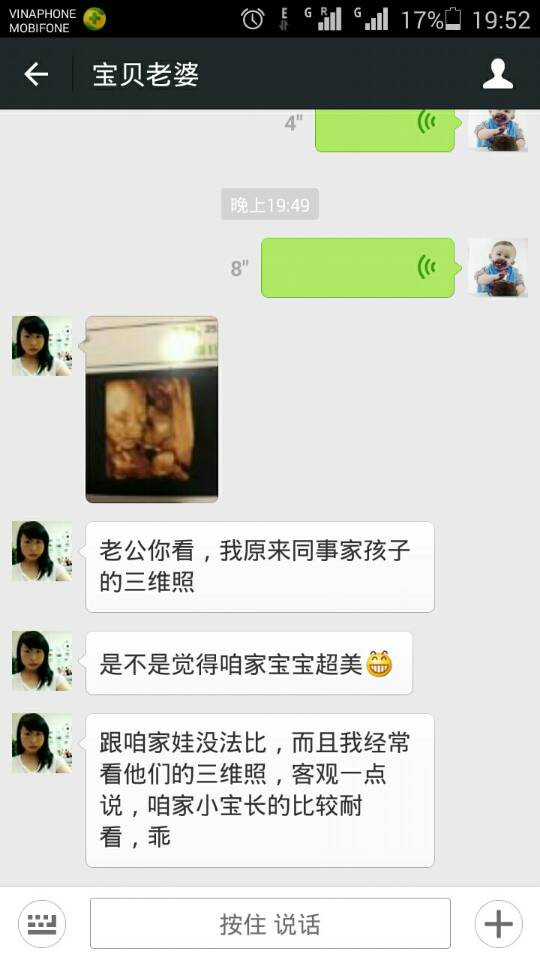 VINAPHONE
MOBIFONE
E G R G 17% 19:52
宝贝老婆
4"
晚上19:49
8"
老公你看，我原来同事家孩子
的三维照
是不是觉得咱家宝宝超美
跟咱家娃没法比，而且我经常
看他们的三维照，客观一点
说，咱家小宝长的比较耐
看，乖
按住 说话